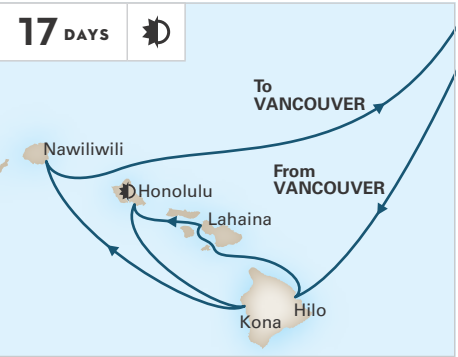 17 DAYS
To
VANCOUVER
Nawiliwili
From
VANCOUVER
Honolulu
Lahaina
Hilo
Kona